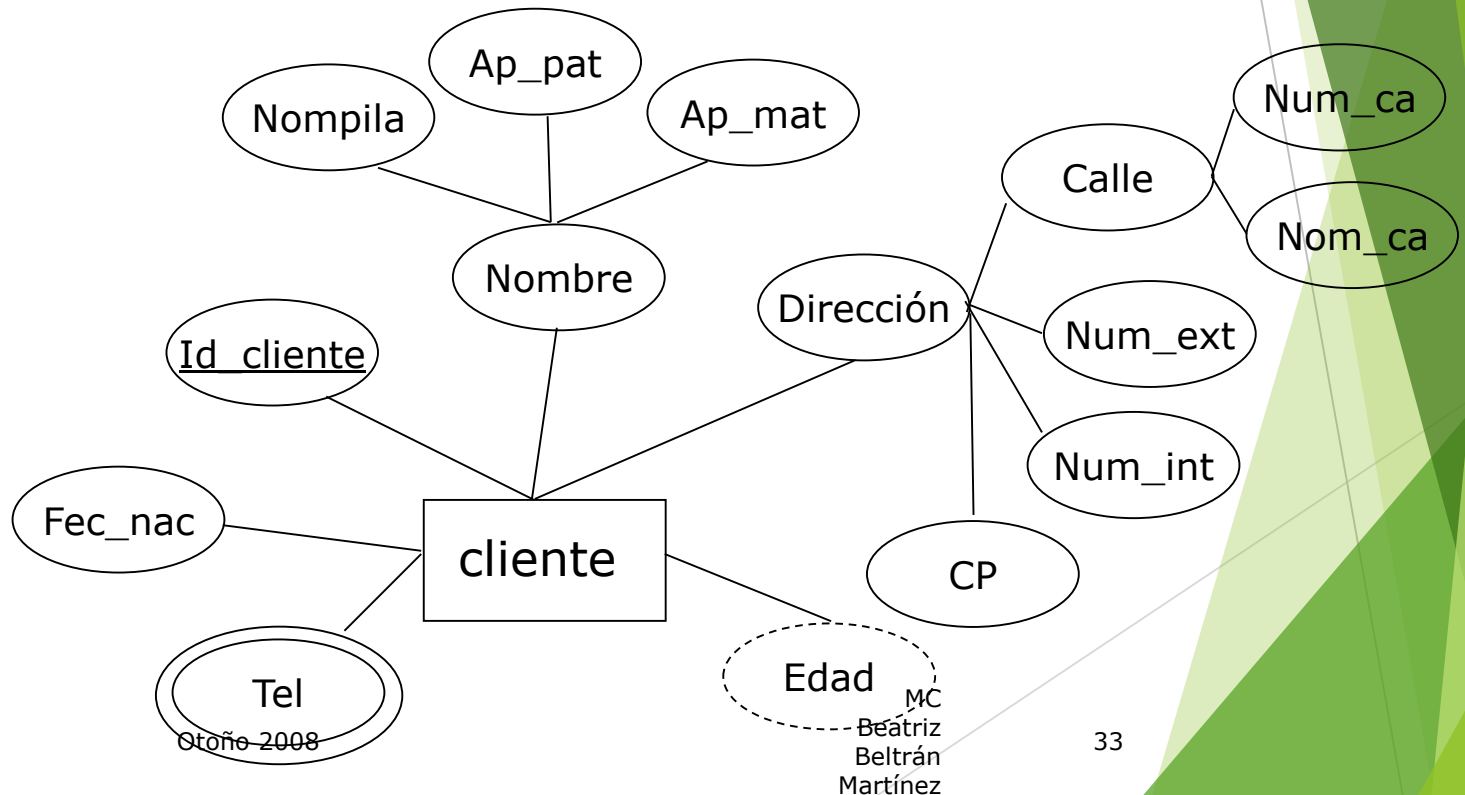 Ap_pat
Nompila
Ap_mat
Num_ca
Calle
Nom_ca
Nombre
Dirección
Num_ext
Id_cliente
Num_int
Fec_nac
cliente
CP
Tel
Edad
Otoño 2008
MC
Beatriz
Beltrán
Martínez
33